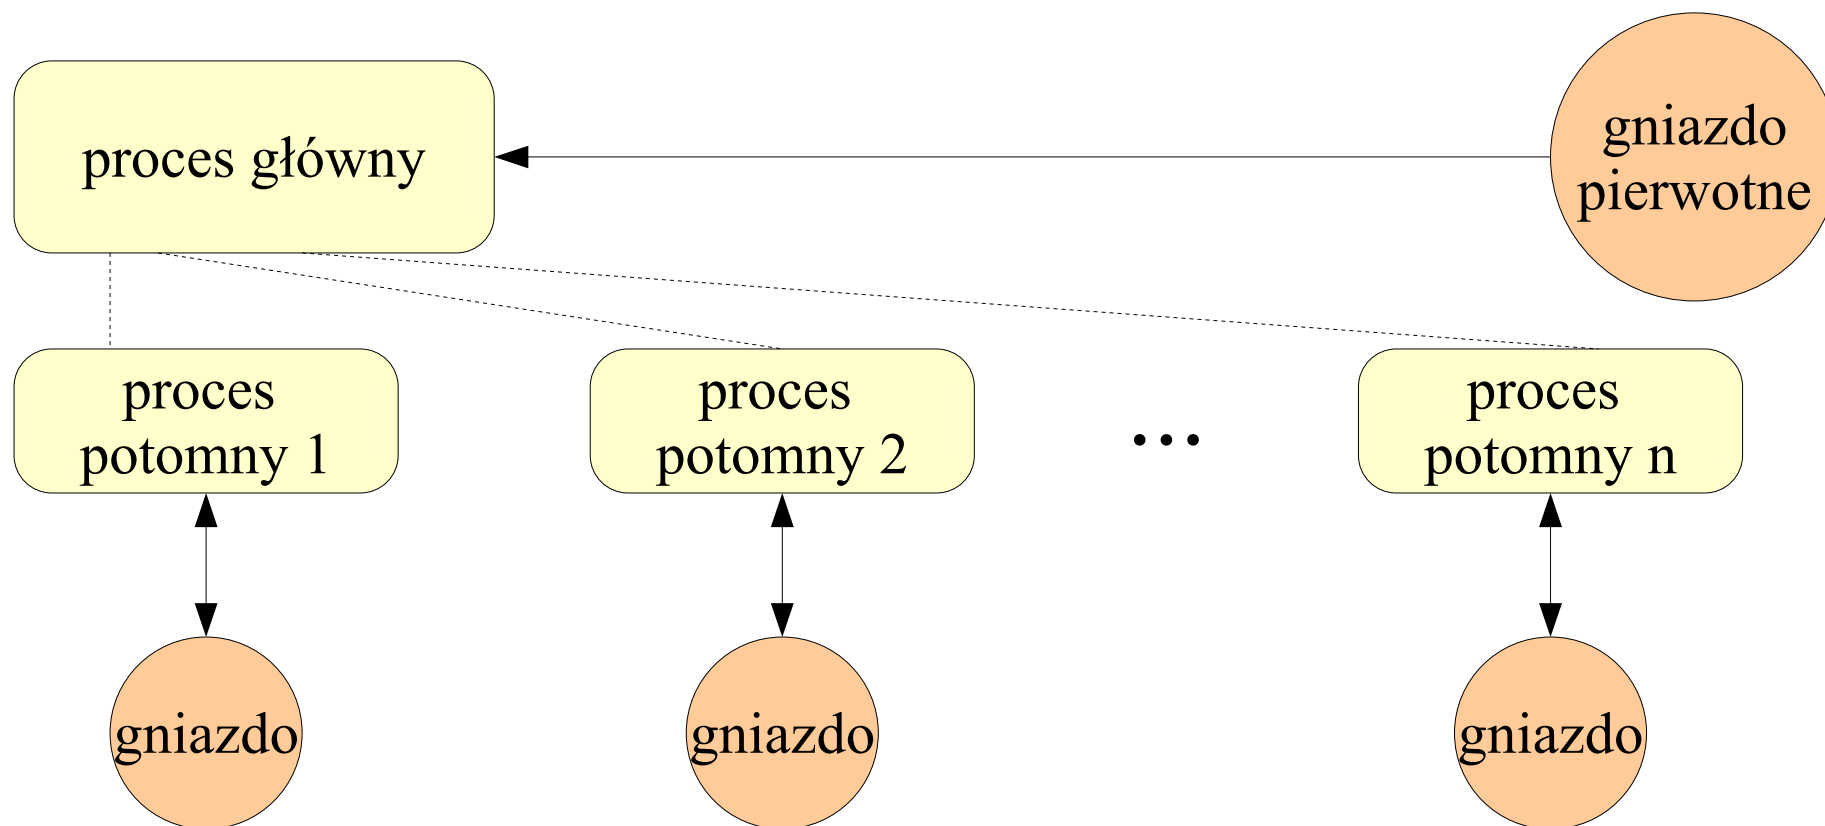 proces główny
gniazdo
pierwotne
proces
potomny 1
proces
potomny 2
...
proces
potomny n
gniazdo
gniazdo
gniazdo